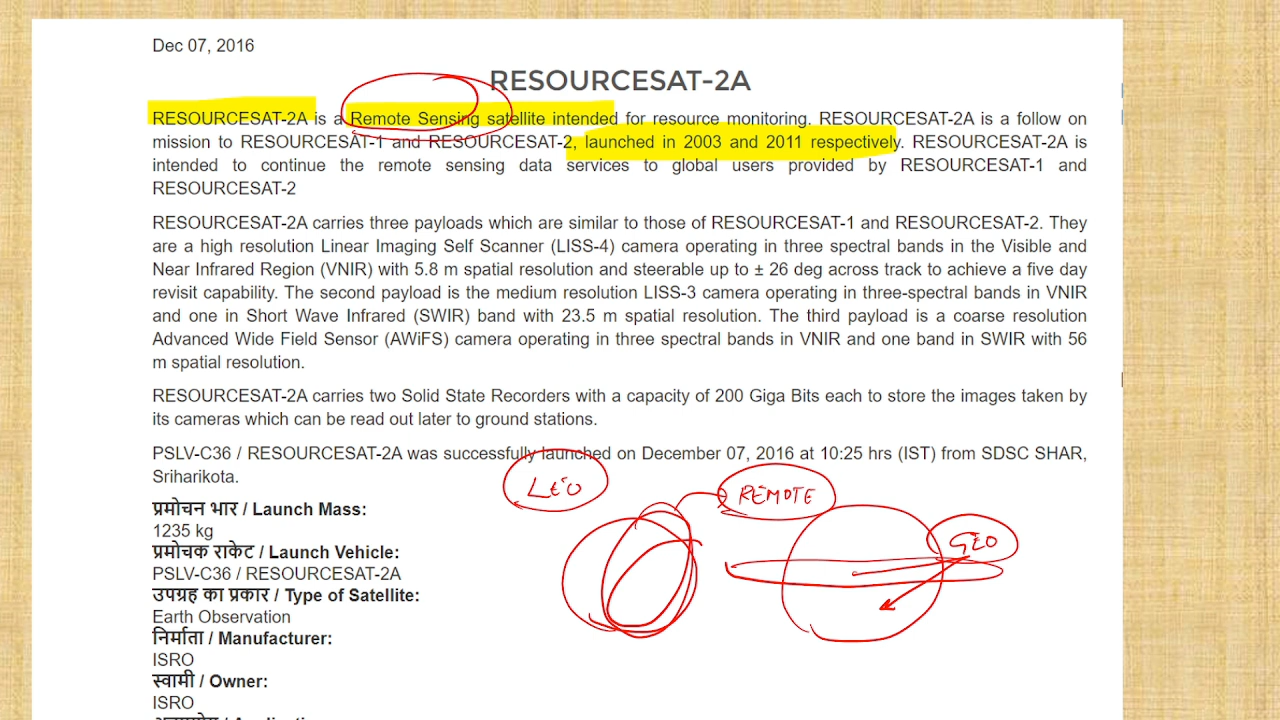 Dec 07, 2016
RESOURCESAT-2A
RESOURCESAT-2A is a Remote Sensing satellite intended for resource monitoring. RESOURCESAT-2A is a follow on
mission to RESOURCESAT-1 and RESOURCESAT-2, launched in 2003 and 2011 respectively. RESOURCESAT-2A is
intended to continue the remote sensing data services to global users provided by RESOURCESAT-1 and
RESOURCESAT-2
RESOURCESAT-2A carries three payloads which are similar to those of RESOURCESAT-1 and RESOURCESAT-2. They
are a high resolution Linear Imaging Self Scanner (LISS-4) camera operating in three spectral bands in the Visible and
Near Infrared Region (VNIR) with 5.8 m spatial resolution and steerable up to ± 26 deg across track to achieve a five day
revisit capability. The second payload is the medium resolution LISS-3 camera operating in three-spectral bands in VNIR
and one in Short Wave Infrared (SWIR) band with 23.5 m spatial resolution. The third payload is a coarse resolution
Advanced Wide Field Sensor (AWiFS) camera operating in three spectral bands in VNIR and one band in SWIR with 56
m spatial resolution.
RESOURCESAT-2A carries two Solid State Recorders with a capacity of 200 Giga Bits each to store the images taken by
its cameras which can be read out later to ground stations.
PSLV-C36 / RESOURCESAT-2A was successfully launched on December 07, 2016 at 10:25 hrs (IST) from SDSC SHAR,
Sriharikota.
LEO
REMOTE
GEO
प्रमोचन भार / Launch Mass:
1235 kg
प्रमोचक राकेट / Launch Vehicle:
PSLV-C36 / RESOURCESAT-2A
उपग्रह का प्रकार / Type of Satellite:
Earth Observation
निर्माता / Manufacturer:
ISRO
स्वामी / Owner:
ISRO